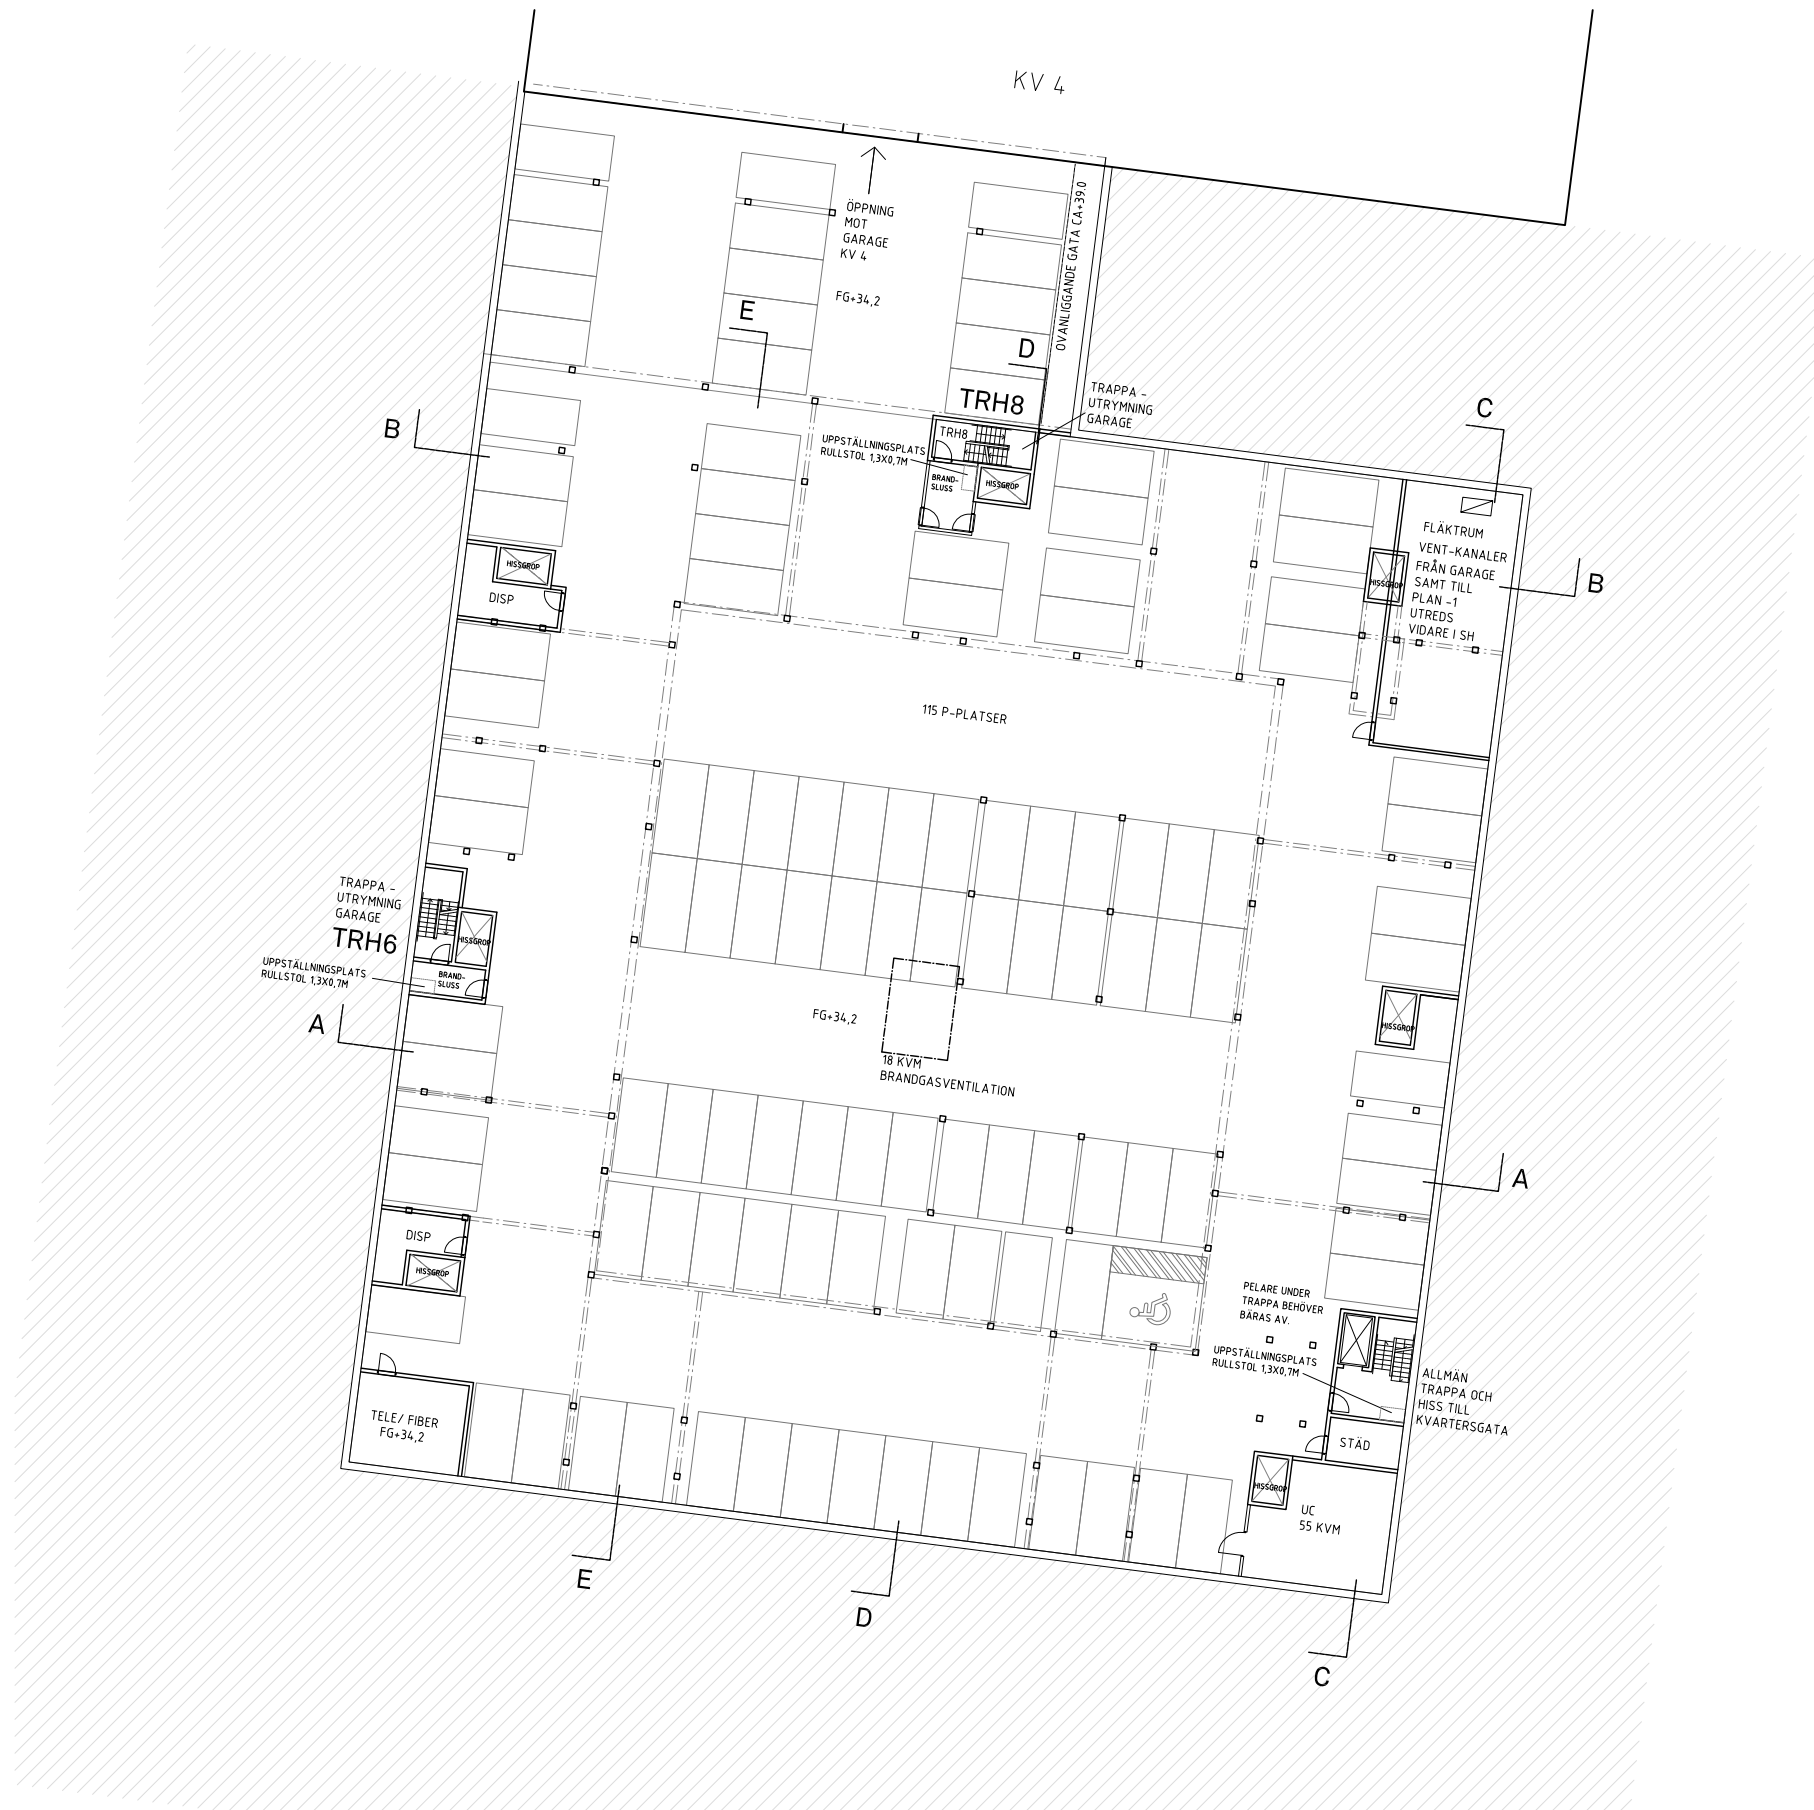 KV 4
ÖPPNING
MOT
GARAGE
KV 4
FG+34,2
OVANLIGGANDE GATA CA+39.0
E
D
TRH8
TRAPPA -
UTRYMNING
GARAGE
C
B
UPPSTÄLLNINGSPLATS
RULLSTOL 1,3X0,7M
TRH8
BRAND-
SLUSS
HISSGROP
FLÄKTRUM
VENT-KANALER
FRÅN GARAGE
SAMT TILL
PLAN -1
UTREDS
VIDARE I SH
HISSGROP
B
HISSGROP
DISP
115 P-PLATSER
TRAPPA -
UTRYMNING
GARAGE
TRH6
HISSGROP
UPPSTÄLLNINGSPLATS
RULLSTOL 1,3X0,7M
BRAND-
SLUSS
A
FG+34,2
HISSGROP
18 KVM
BRANDGASVENTILATION
A
DISP
HISSGROP
PELARE UNDER
TRAPPA BEHÖVER
BÄRAS AV.
UPPSTÄLLNINGSPLATS
RULLSTOL 1,3X0,7M
ALLMÄN
TRAPPA OCH
HISS TILL
KVARTERSGATA
TELE/ FIBER
FG+34,2
STÄD
HISSGROP
UC
55 KVM
E
D
C